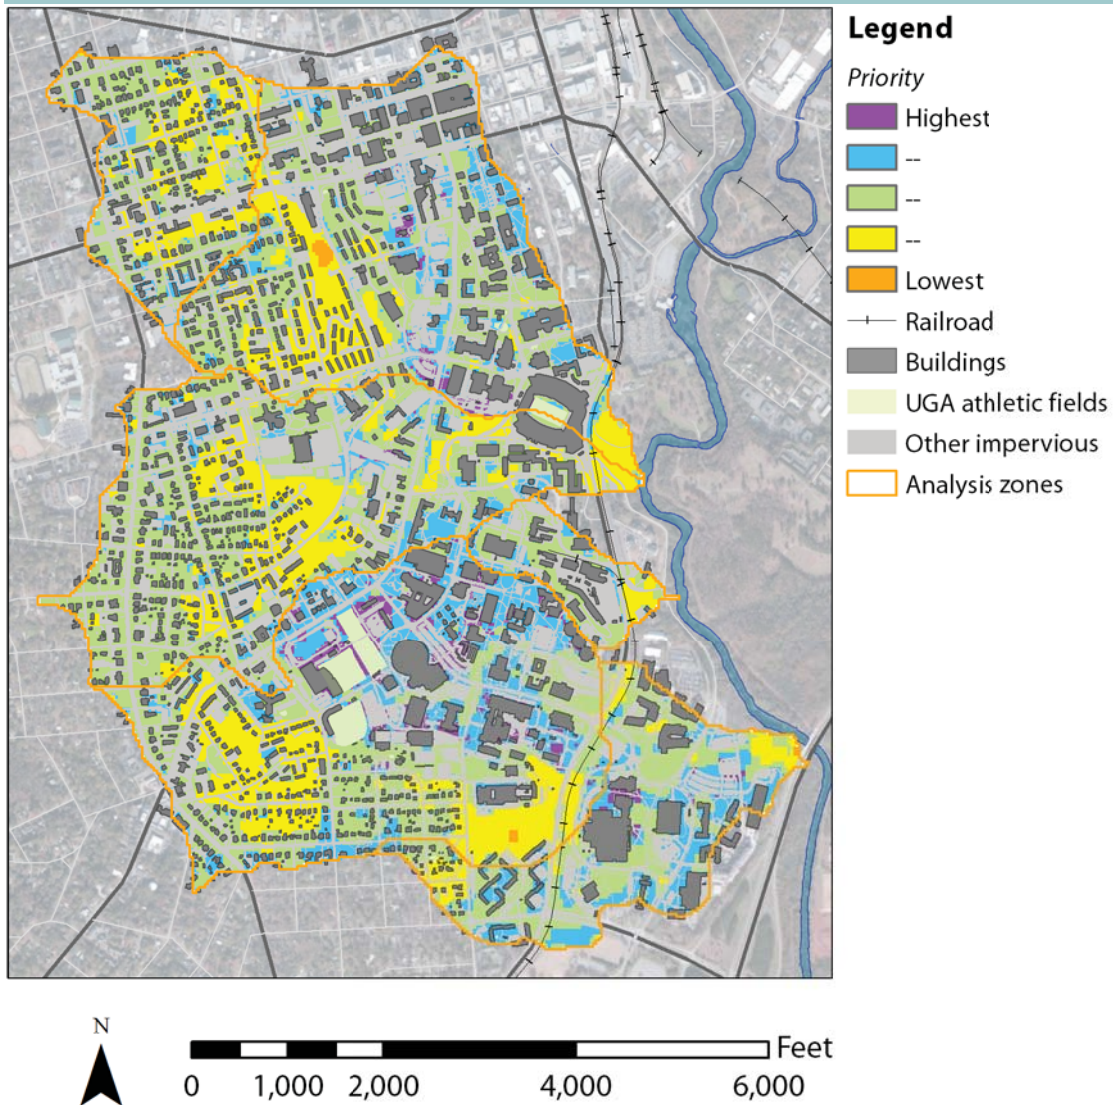 Legend
Priority
Highest
--
--
--
Lowest
Railroad
Buildings
UGA athletic fields
Other impervious
Analysis zones
N
Feet
0 1,000 2,000 4,000 6,000